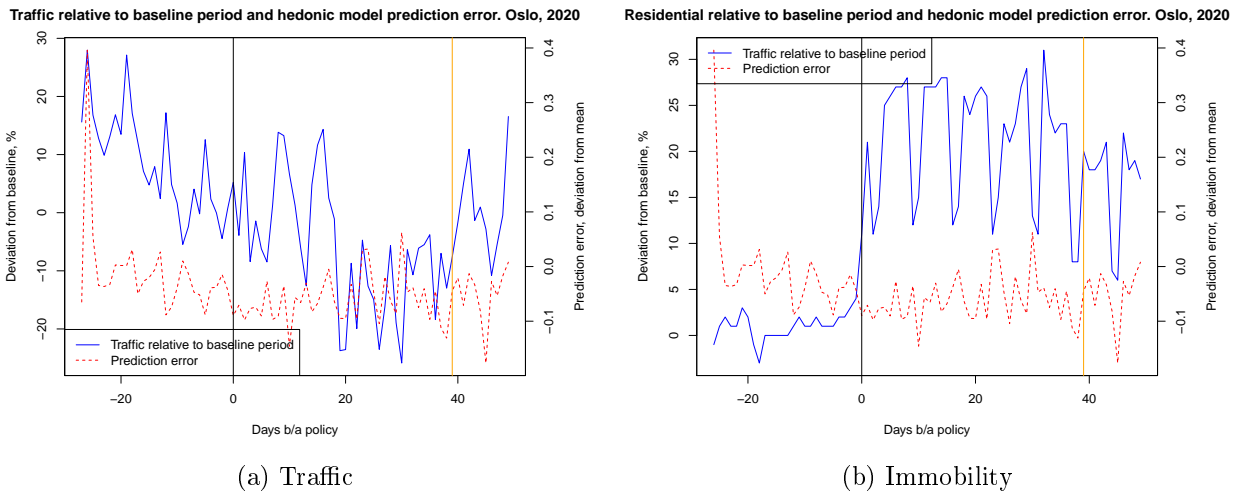 Traffic relative to baseline period and hedonic model prediction error. Oslo, 2020
30
20
10
0
−10
−20
Deviation from baseline, %
0.4
0.3
0.2
0.1
0.0
−0.1
Prediction error, deviation from mean
Traffic relative to baseline period
Prediction error
−20
0
20
40
Days b/a policy
(a) Traffic
Residential relative to baseline period and hedonic model prediction error. Oslo, 2020
Traffic relative to baseline period
Prediction error
30
25
20
15
10
5
0
Deviation from baseline, %
0.4
0.3
0.2
0.1
0.0
−0.1
Prediction error, deviation from mean
−20
0
20
40
Days b/a policy
(b) Immobility